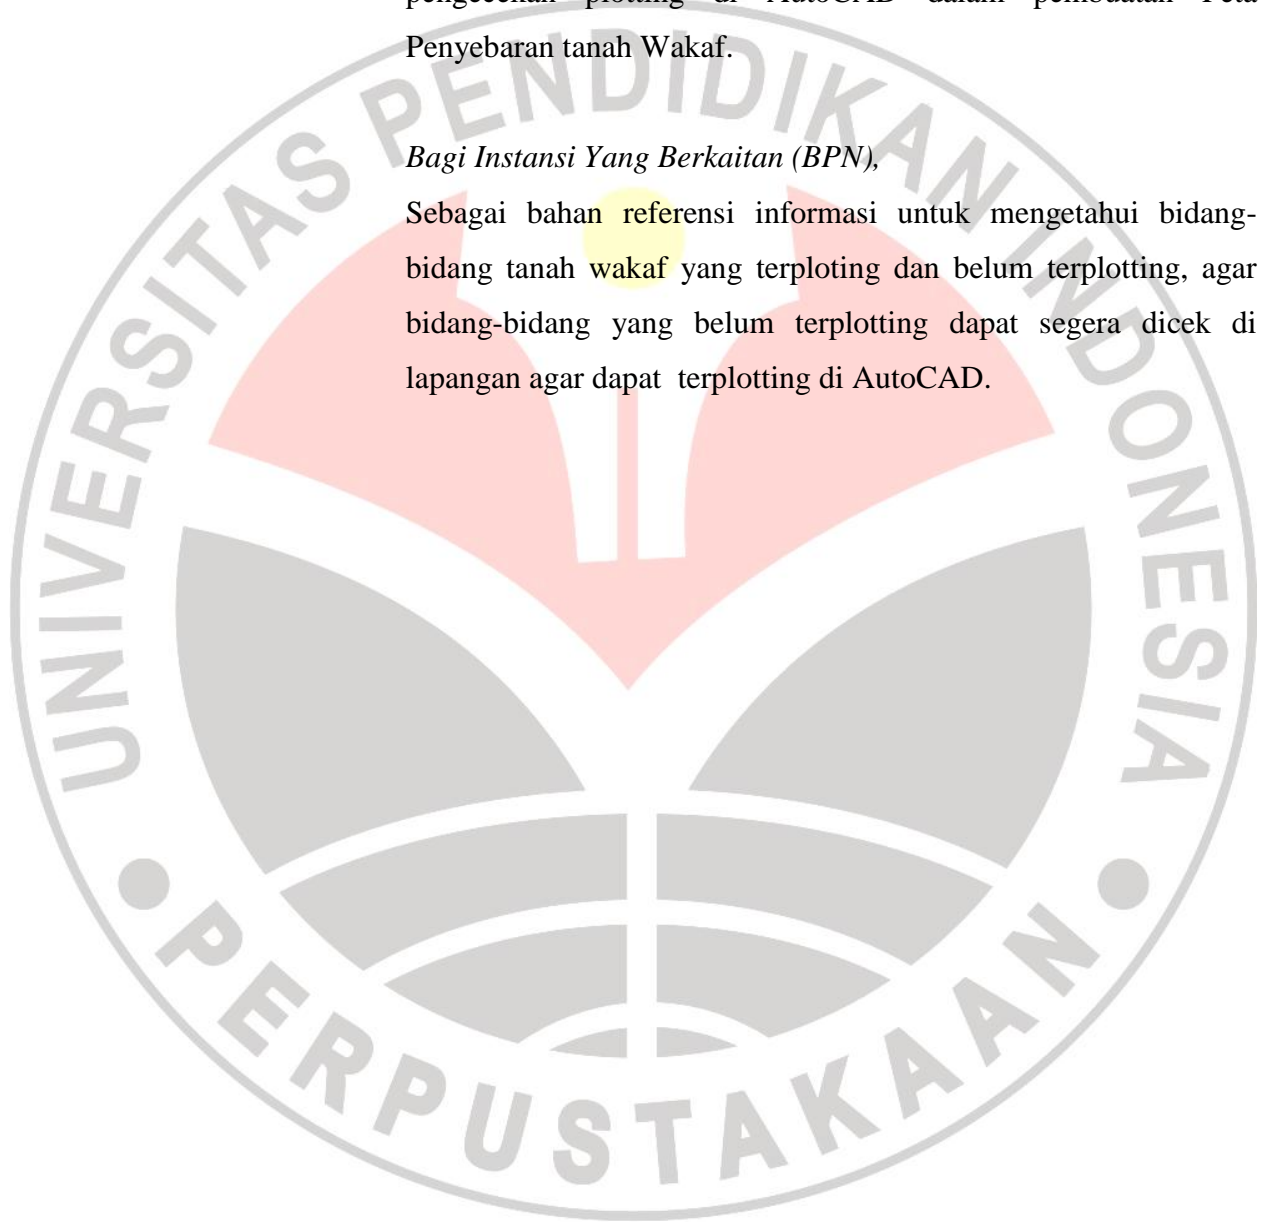 pengecekan plotting di AutoCAD dalam pembuatan Peta
Penyebaran tanah Wakaf.
Bagi Instansi Yang Berkaitan (BPN),
Sebagai bahan referensi informasi untuk mengetahui bidang-
bidang tanah wakaf yang terploting dan belum terplotting, agar
bidang-bidang yang belum terplotting dapat segera dicek di
lapangan agar dapat terplotting di AutoCAD.
UNIVERSITAS PENDIDIKAN INDONESIA
PERPUSTAKAAN